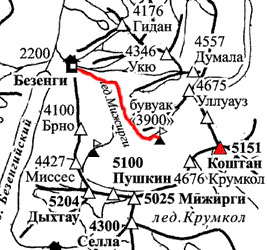 4176
Гидан
4557
2200
4346
Думала
Укю
Безенги
4675
Уллуауз
лед. Мижирги
бувуак
«3900»
4100
Брно
5151
Коштан
Безенгийский
4427
Миссес
5100
Пушкин
4676
Крумкол
5204
Дыхтау
5025 Мижирги
лед. Крумкол
4300
Селла